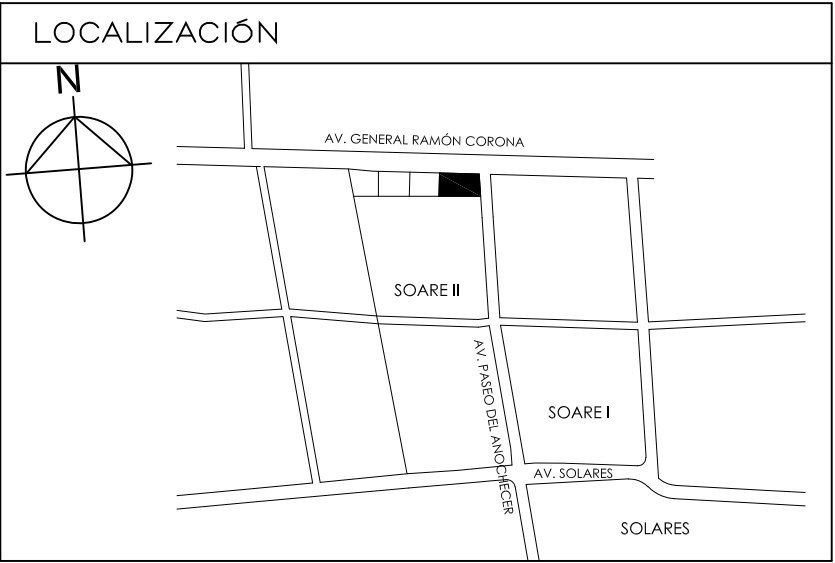 LOCALIZACIÓN
N
AV. GENERAL RAMÓN CORONA
SOARE II
AV. PASEO DEL ANOCHECER
SOARE I
AV. SOLARES
SOLARES